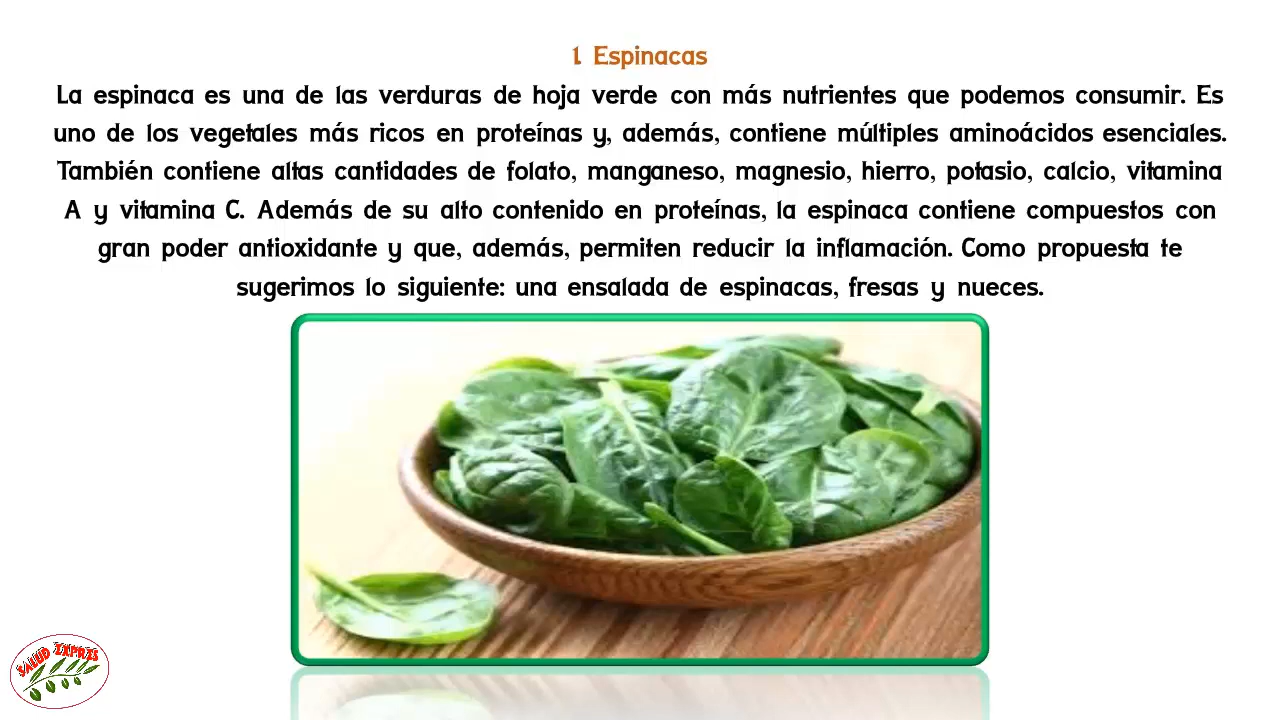 1. Espinacas
La espinaca es una de las verduras de hoja verde con más nutrientes que podemos consumir. Es
uno de los vegetales más ricos en proteínas y, además, contiene múltiples aminoácidos esenciales.
También contiene altas cantidades de folato, manganeso, magnesio, hierro, potasio, calcio, vitamina
A y vitamina C. Además de su alto contenido en proteínas, la espinaca contiene compuestos con
gran poder antioxidante y que, además, permiten reducir la inflamación. Como propuesta te
sugerimos lo siguiente: una ensalada de espinacas, fresas y nueces.
SALUD EXPRES